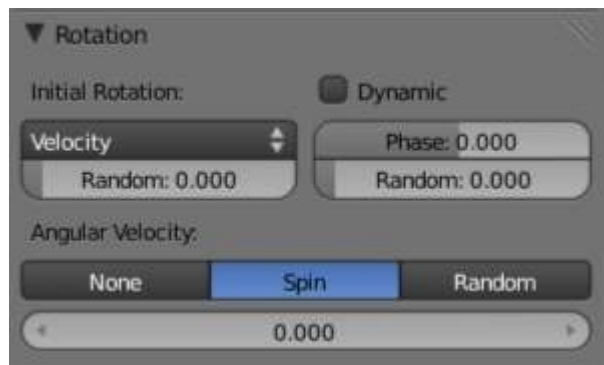 Rotation
Initial Rotation: Dynamic
Velocity Phase: 0.000
Random: 0.000 Random: 0.000
Angular Velocity:
None Spin Random
0.000